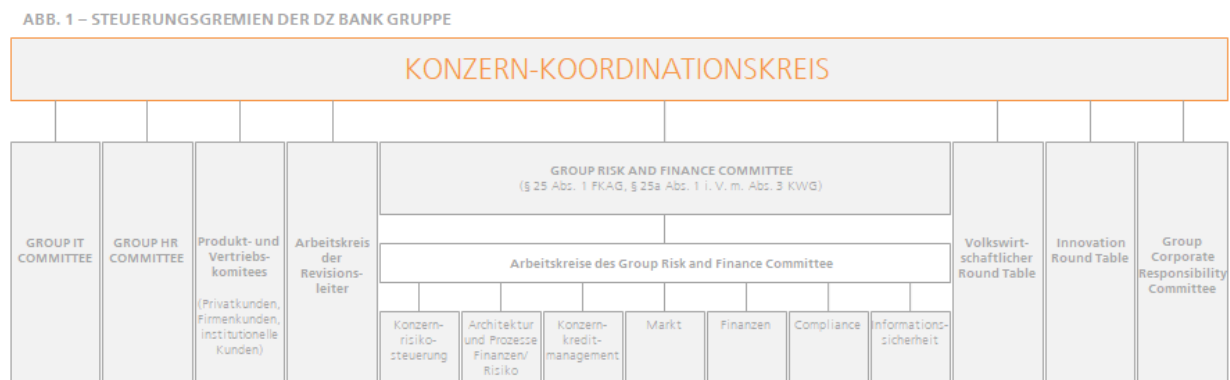 ABB. 1 – STEUERUNGSGREMIEN DER DZ BANK GRUPPE
KONZERN-KOORDINATIONSKREIS
GROUP IT
COMMITTEE
GROUP HR
COMMITTEE
Produkt- und
Vertriebs-
komitees
(Privatkunden,
Firmenkunden,
institutionelle
Kunden)
Arbeitskreis
der
Revisions-
leiter
GROUP RISK AND FINANCE COMMITTEE
(§ 25 Abs. 1 FKAG, § 25a Abs. 1 i. V. m. Abs. 3 KWG)
Arbeitskreise des Group Risk and Finance Committee
Konzern-
risiko-
steuerung
Architektur
und Prozesse
Finanzen/
Risiko
Konzern-
kredit-
management
Markt
Finanzen
Compliance
Informations-
sicherheit
Volkswirt-
schaftlicher
Round Table
Innovation
Round Table
Group
Corporate
Responsibility
Committee